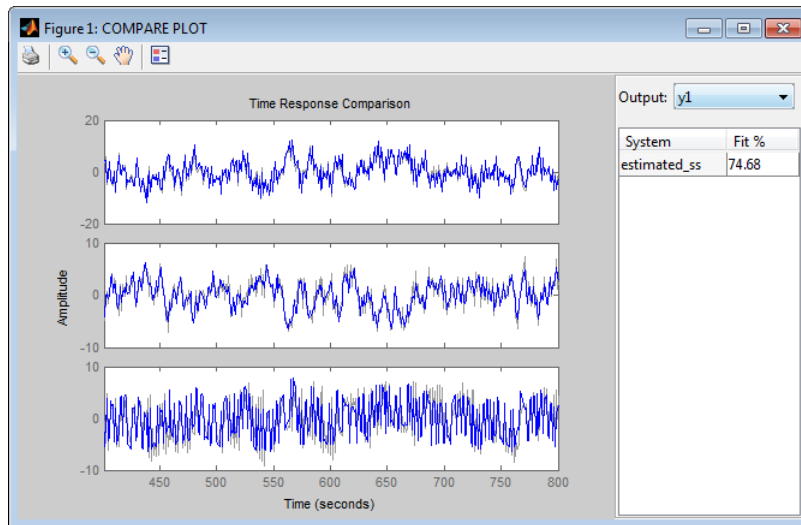 Figure 1: COMPARE PLOT
Time Response Comparison
20
0
-20
10
0
-10
10
0
-10
Amplitude
450 500 550 600 650 700 750 800
Time (seconds)
Output: y1
System Fit %
estimated_ss 74.68